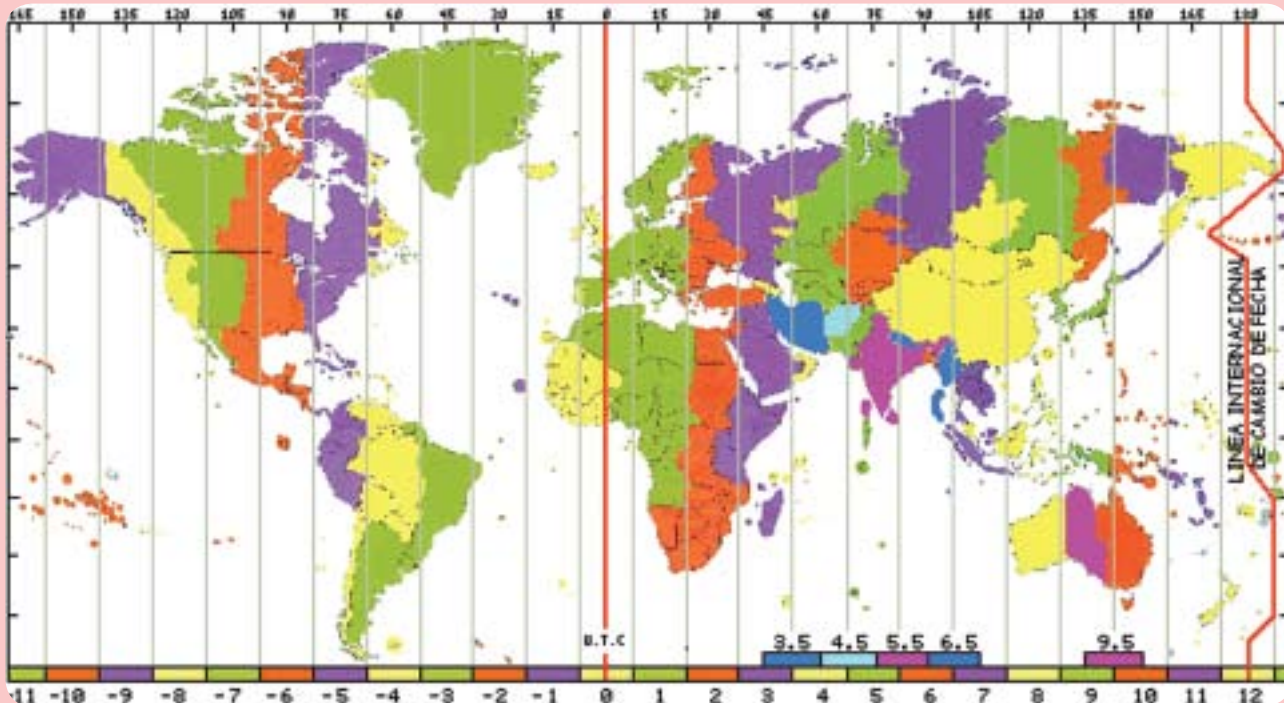 165 150 135 120 105 90 75 60 45 30 15 0 15 30 45 60 75 90 105 120 135 150 165 180
LINEA INTERNACIONAL
DE CAMBIO DE FECHA
U.T.C
3.5 4.5 5.5 6.5 9.5
-11 -10 -9 -8 -7 -6 -5 -4 -3 -2 -1 0 1 2 3 4 5 6 7 8 9 10 11 12